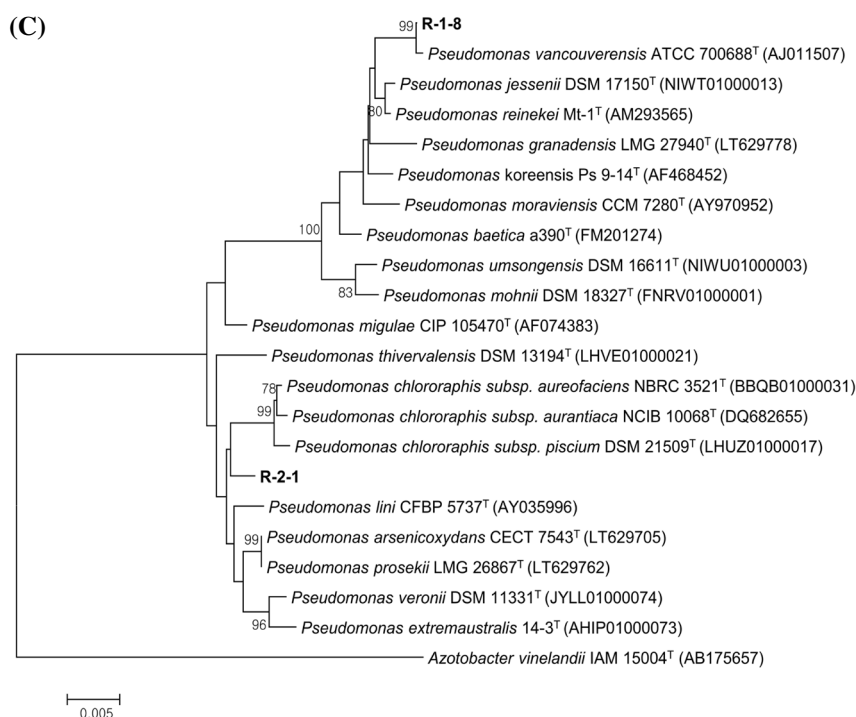 (C)
99 R-1-8
Pseudomonas vancouverensis ATCC 700688ᵀ (AJ011507)
Pseudomonas jessenii DSM 17150ᵀ (NIWT01000013)
80 Pseudomonas reinekei Mt-1ᵀ (AM293565)
Pseudomonas granadensis LMG 27940ᵀ (LT629778)
Pseudomonas koreensis Ps 9-14ᵀ (AF468452)
Pseudomonas moraviensis CCM 7280ᵀ (AY970952)
100 Pseudomonas baetica a390ᵀ (FM201274)
Pseudomonas umsongensis DSM 16611ᵀ (NIWU01000003)
83 Pseudomonas mohnii DSM 18327ᵀ (FNRV01000001)
Pseudomonas migulae CIP 105470ᵀ (AF074383)
Pseudomonas thivervalensis DSM 13194ᵀ (LHVE01000021)
78 Pseudomonas chlororaphis subsp. aureofaciens NBRC 3521ᵀ (BBQB01000031)
99 Pseudomonas chlororaphis subsp. aurantiaca NCIB 10068ᵀ (DQ682655)
Pseudomonas chlororaphis subsp. piscium DSM 21509ᵀ (LHUZ01000017)
R-2-1
Pseudomonas lini CFBP 5737ᵀ (AY035996)
99 Pseudomonas arsenicoxydans CECT 7543ᵀ (LT629705)
Pseudomonas prosekii LMG 26867ᵀ (LT629762)
Pseudomonas veronii DSM 11331ᵀ (JYLL01000074)
96 Pseudomonas extremaustralis 14-3ᵀ (AHIP01000073)
Azotobacter vinelandii IAM 15004ᵀ (AB175657)
0.005